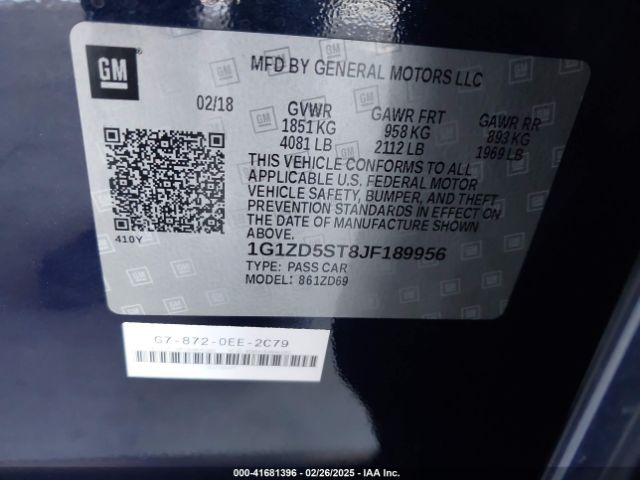 GM
MFD BY GENERAL MOTORS LLC
02/18
GVWR GAWR FRT GAWR RR
1851 KG 958 KG 893 KG
4081 LB 2112 LB 1969 LB
THIS VEHICLE CONFORMS TO ALL
APPLICABLE U.S. FEDERAL MOTOR
VEHICLE SAFETY, BUMPER, AND THEFT
PREVENTION STANDARDS IN EFFECT ON
THE DATE OF MANUFACTURE SHOWN
ABOVE.
410Y
1G1ZD5ST8JF189956
TYPE: PASS CAR
MODEL: 861ZD69
G7-872-0EE-2C79
000-41681396 - 02/26/2025 - IAA Inc.